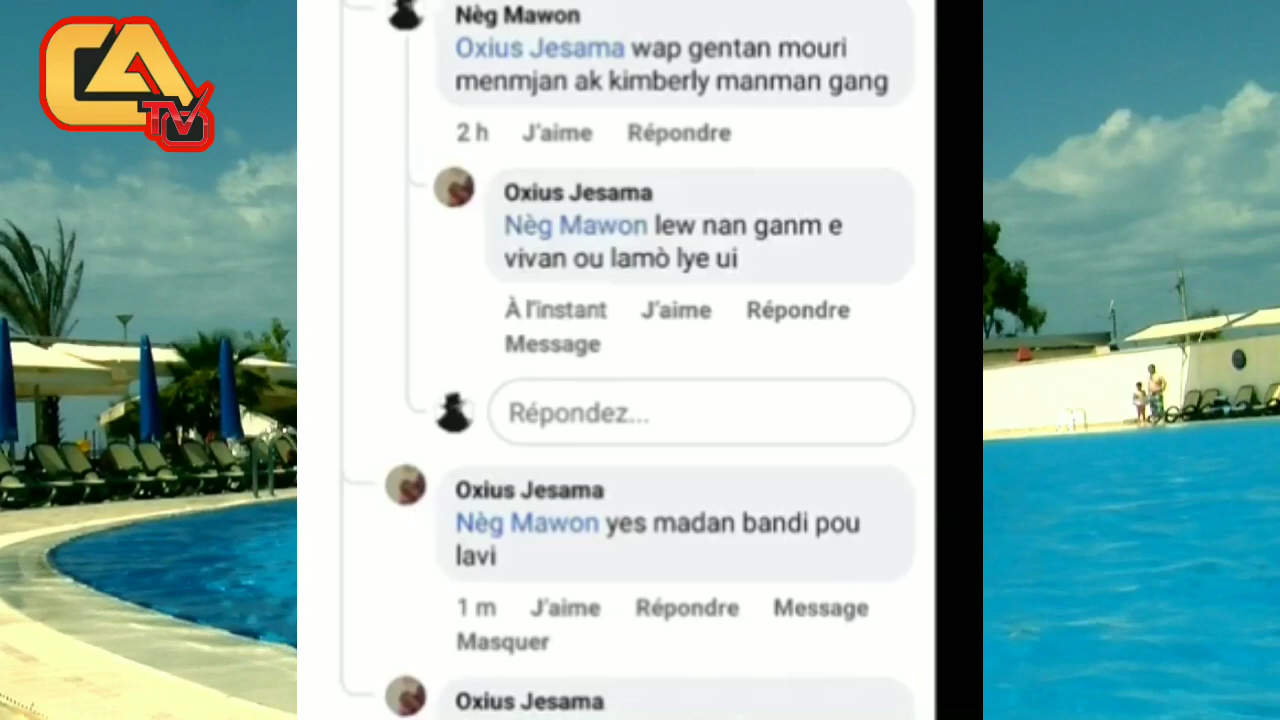 CA
TV
Nèg Mawon
Oxius Jesama wap gentan mouri
menmjan ak kimberly manman gang
2 h J'aime Répondre
Oxius Jesama
Nèg Mawon lew nan ganm e
vivan ou lamò lye ui
À l'instant J'aime Répondre
Message
Répondez...
Oxius Jesama
Nèg Mawon yes madan bandi pou
lavi
1 m J'aime Répondre Message
Masquer
Oxius Jesama